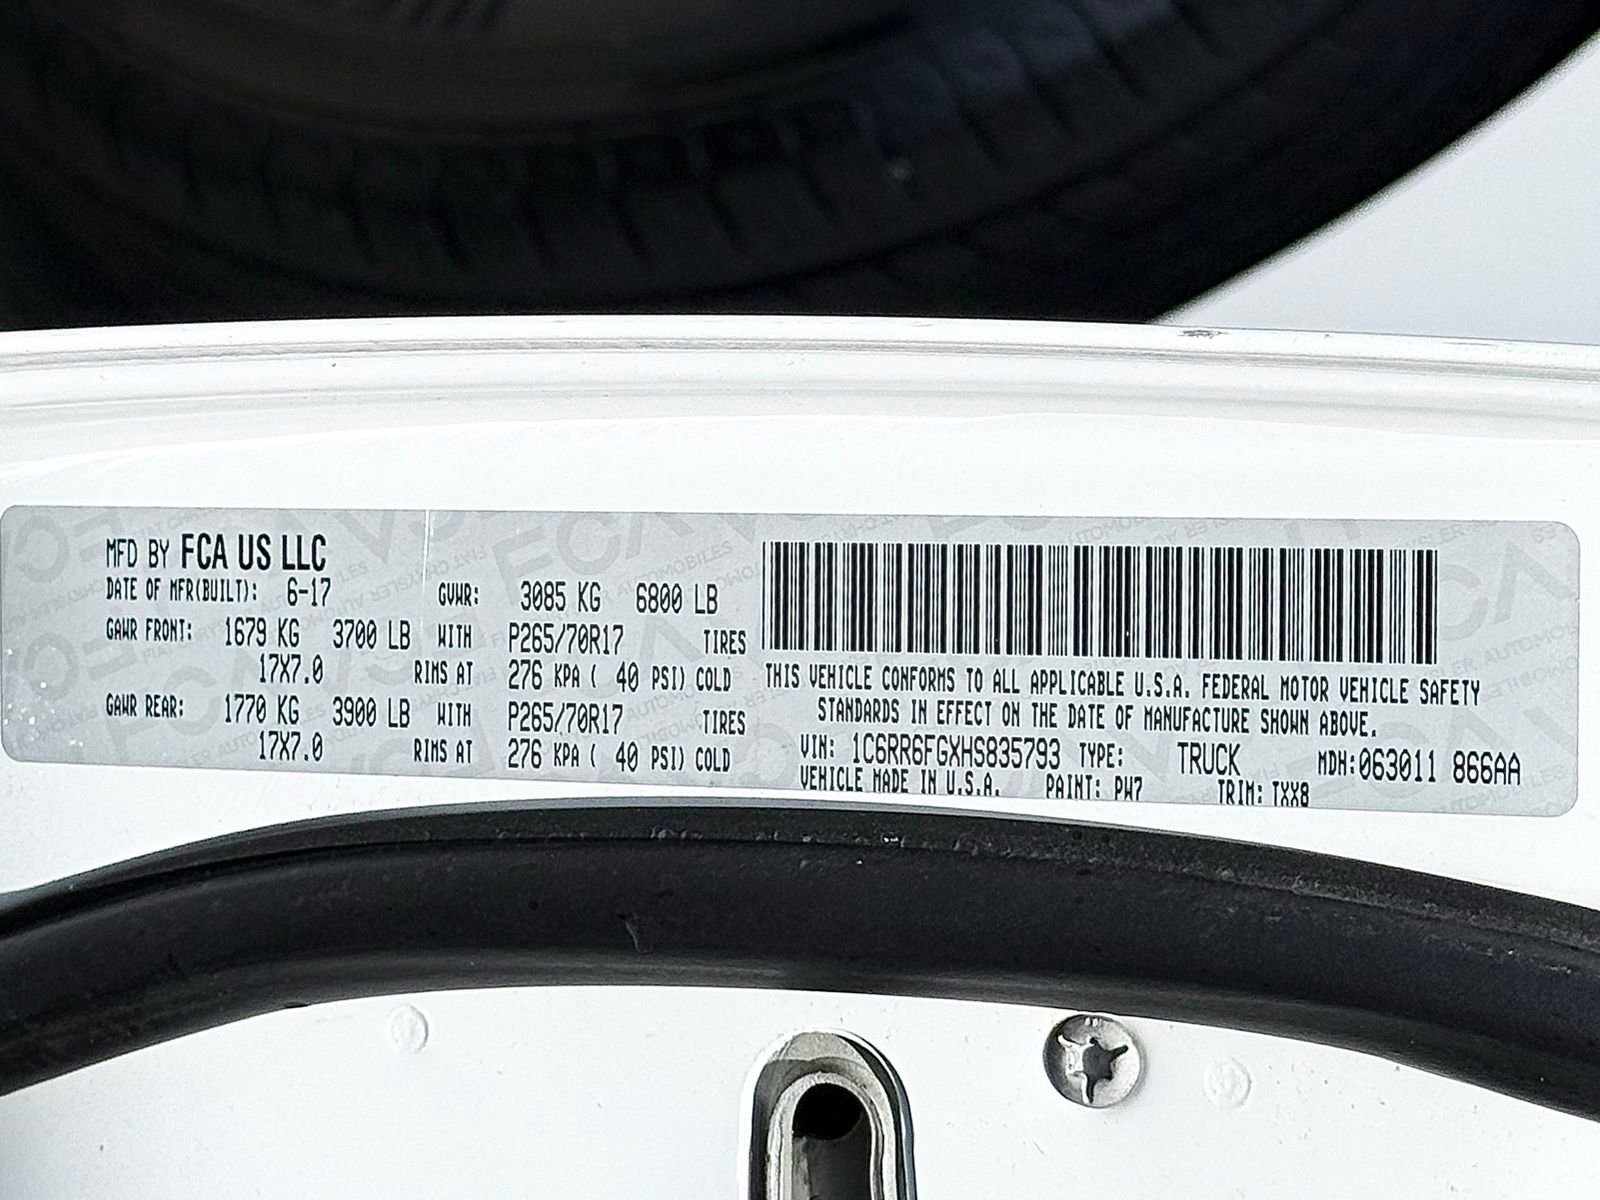 MFD BY FCA US LLC
DATE OF MFR(BUILT): 6-17 GVWR: 3085 KG 6800 LB
GAWR FRONT: 1679 KG 3700 LB WITH P265/70R17 TIRES
17X7.0 RIMS AT 276 KPA ( 40 PSI) COLD
GAWR REAR: 1770 KG 3900 LB WITH P265/70R17 TIRES
17X7.0 RIMS AT 276 KPA ( 40 PSI) COLD
THIS VEHICLE CONFORMS TO ALL APPLICABLE U.S.A. FEDERAL MOTOR VEHICLE SAFETY
STANDARDS IN EFFECT ON THE DATE OF MANUFACTURE SHOWN ABOVE.
VIN: 1C6RR6FGXHS835793 TYPE: TRUCK MDH:063011 866AA
VEHICLE MADE IN U.S.A. PAINT: PW7 TRIM: TXX8